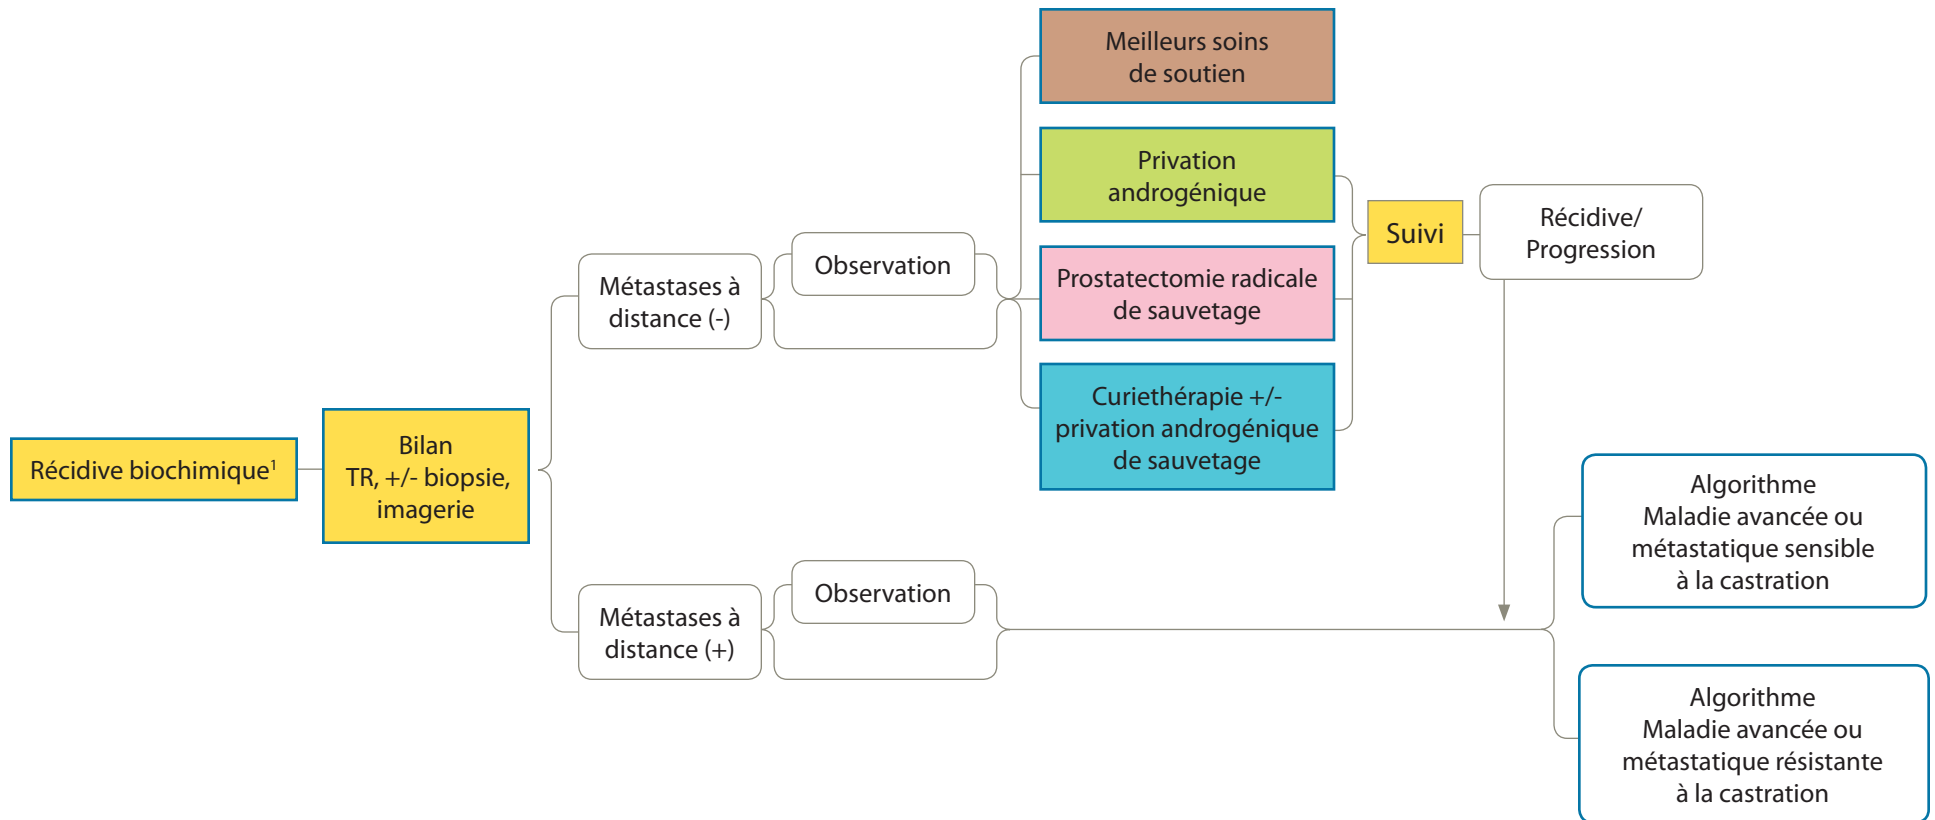 Récidive biochimique¹
Bilan
TR, +/- biopsie,
imagerie
Métastases à
distance (-)
Observation
Meilleurs soins
de soutien
Privation
androgénique
Prostatectomie radicale
de sauvetage
Curiethérapie +/-
privation androgénique
de sauvetage
Suivi
Récidive/
Progression
Métastases à
distance (+)
Observation
Algorithme
Maladie avancée ou
métastatique sensible
à la castration
Algorithme
Maladie avancée ou
métastatique résistante
à la castration